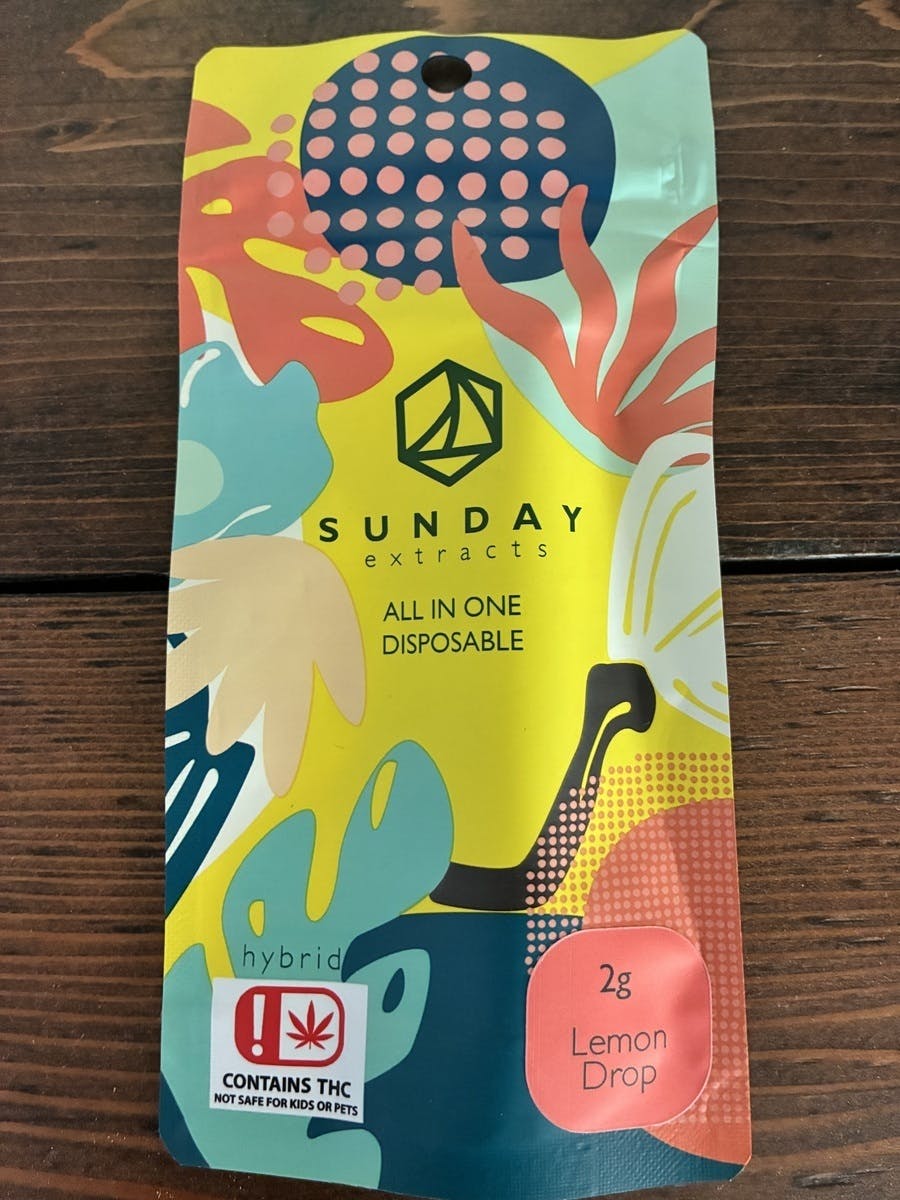 SUNDAY
extracts
ALL IN ONE
DISPOSABLE
hybrid
!
CONTAINS THC
NOT SAFE FOR KIDS OR PETS
2g
Lemon
Drop